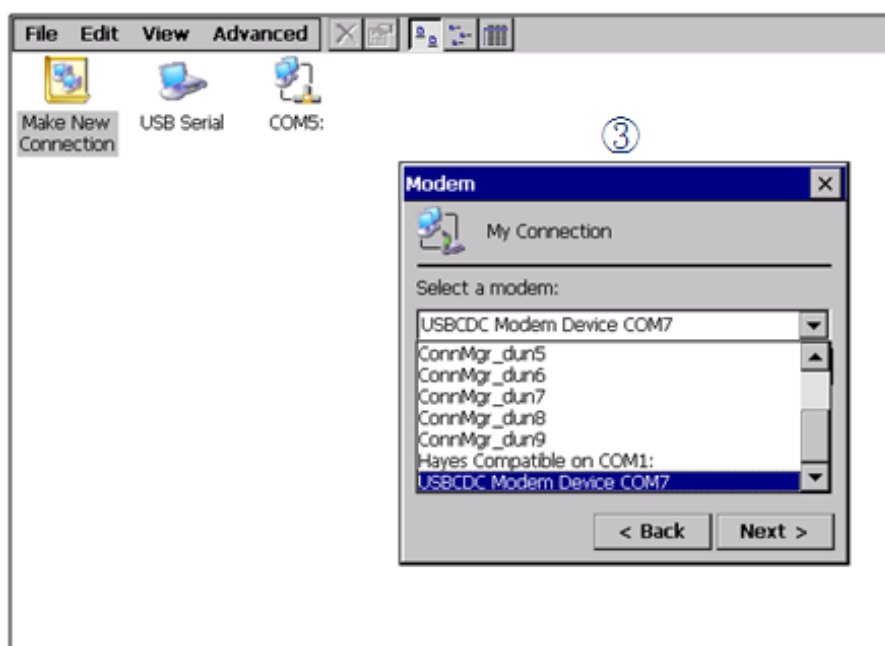 File Edit View Advanced
Make New
Connection
USB Serial
COM5:
③
Modem
My Connection
Select a modem:
USBCDC Modem Device COM7
ConnMgr_dun5
ConnMgr_dun6
ConnMgr_dun7
ConnMgr_dun8
ConnMgr_dun9
Hayes Compatible on COM1:
USBCDC Modem Device COM7
< Back Next >